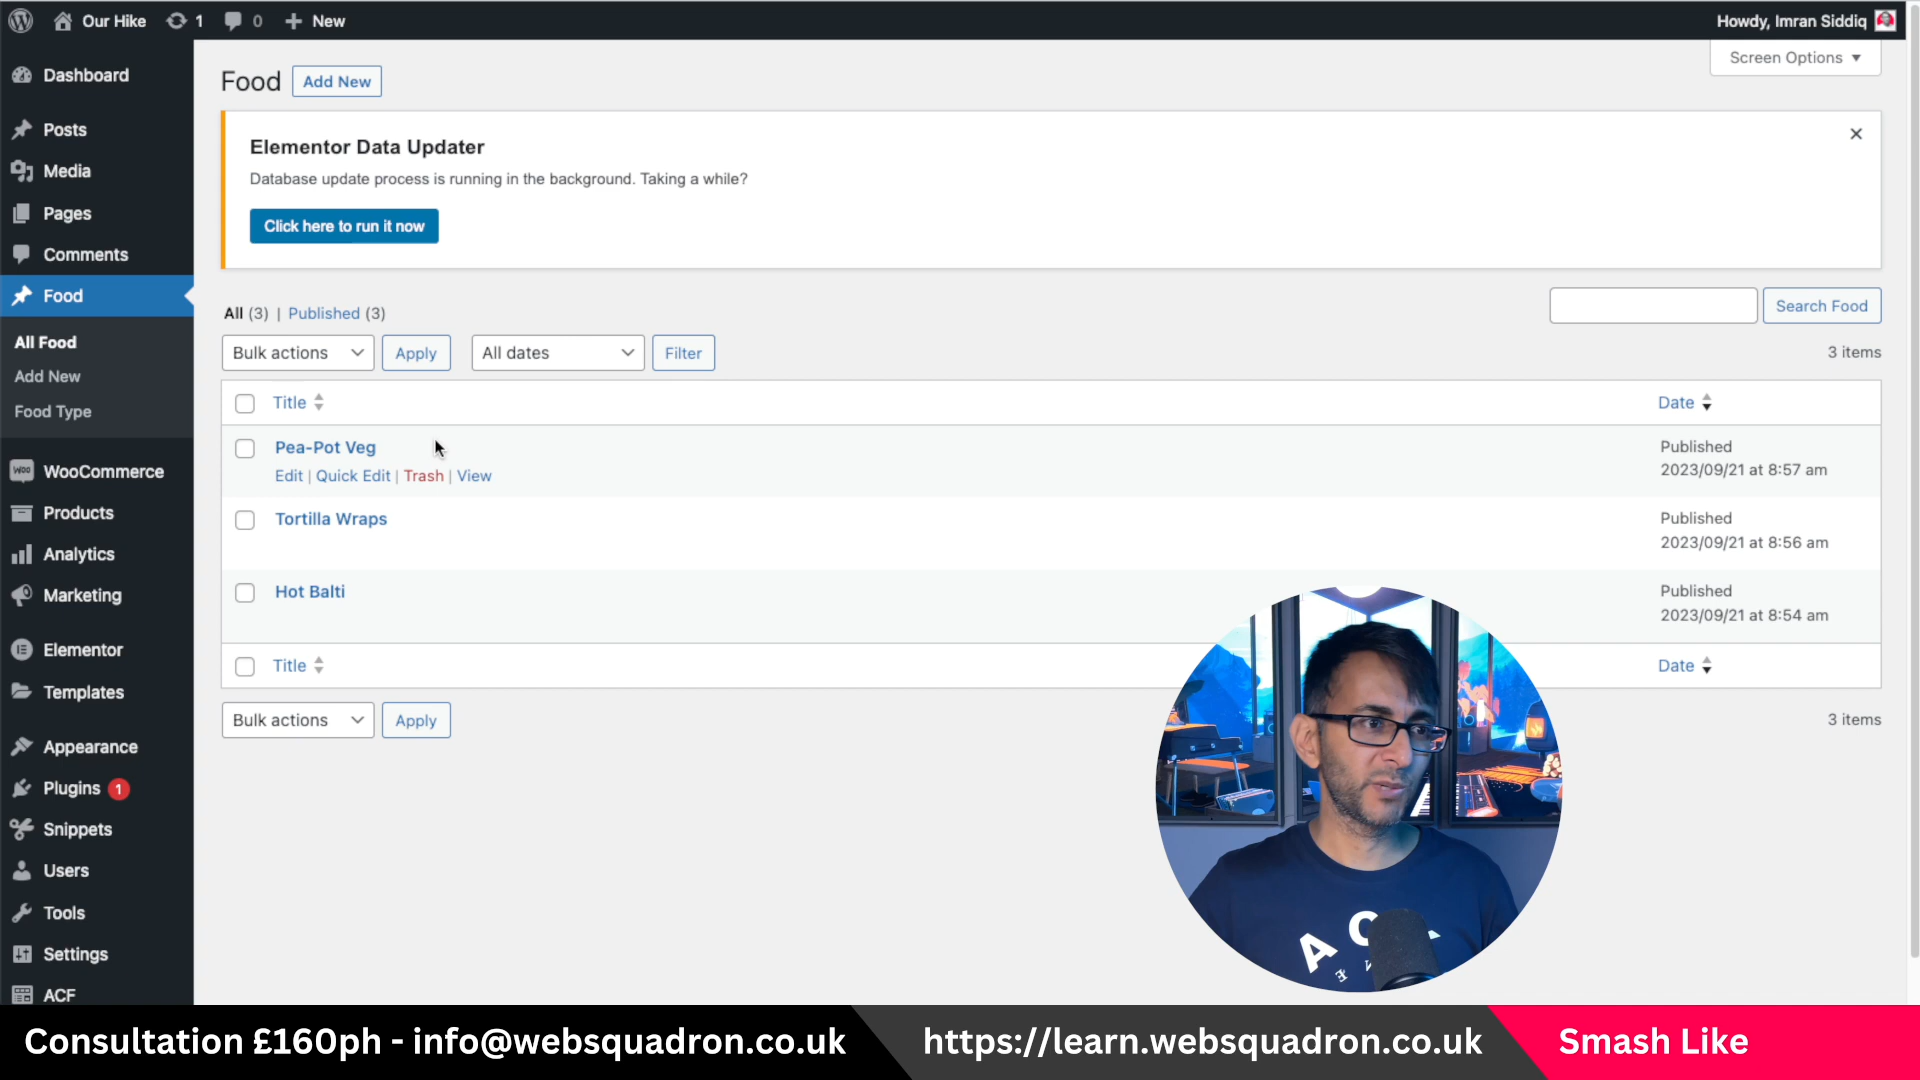 Our Hike 1 0 New Howdy, Imran Siddiq
Screen Options
Dashboard
Posts
Media
Pages
Comments
Food
All Food
Add New
Food Type
WooCommerce
Products
Analytics
Marketing
Elementor
Templates
Appearance
Plugins 1
Snippets
Users
Tools
Settings
ACF
Food Add New
Elementor Data Updater
Database update process is running in the background. Taking a while?
Click here to run it now
All (3) | Published (3)
Search Food
Bulk actions Apply All dates Filter 3 items
Title Date
Pea-Pot Veg Published
Edit | Quick Edit | Trash | View 2023/09/21 at 8:57 am
Tortilla Wraps Published
2023/09/21 at 8:56 am
Hot Balti Published
2023/09/21 at 8:54 am
Title Date
Bulk actions Apply 3 items
Consultation £160ph - info@websquadron.co.uk https://learn.websquadron.co.uk Smash Like